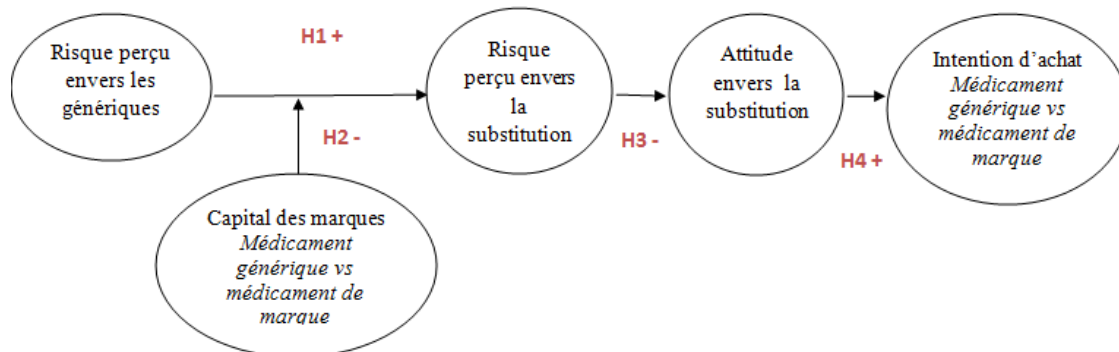 Risque perçu
envers les
génériques
H1 +
Risque
perçu envers
la
substitution
Attitude
envers la
substitution
Intention d'achat
Médicament
générique vs
médicament de
marque
H2 -
H3 -
H4 +
Capital des marques
Médicament
générique vs
médicament de
marque